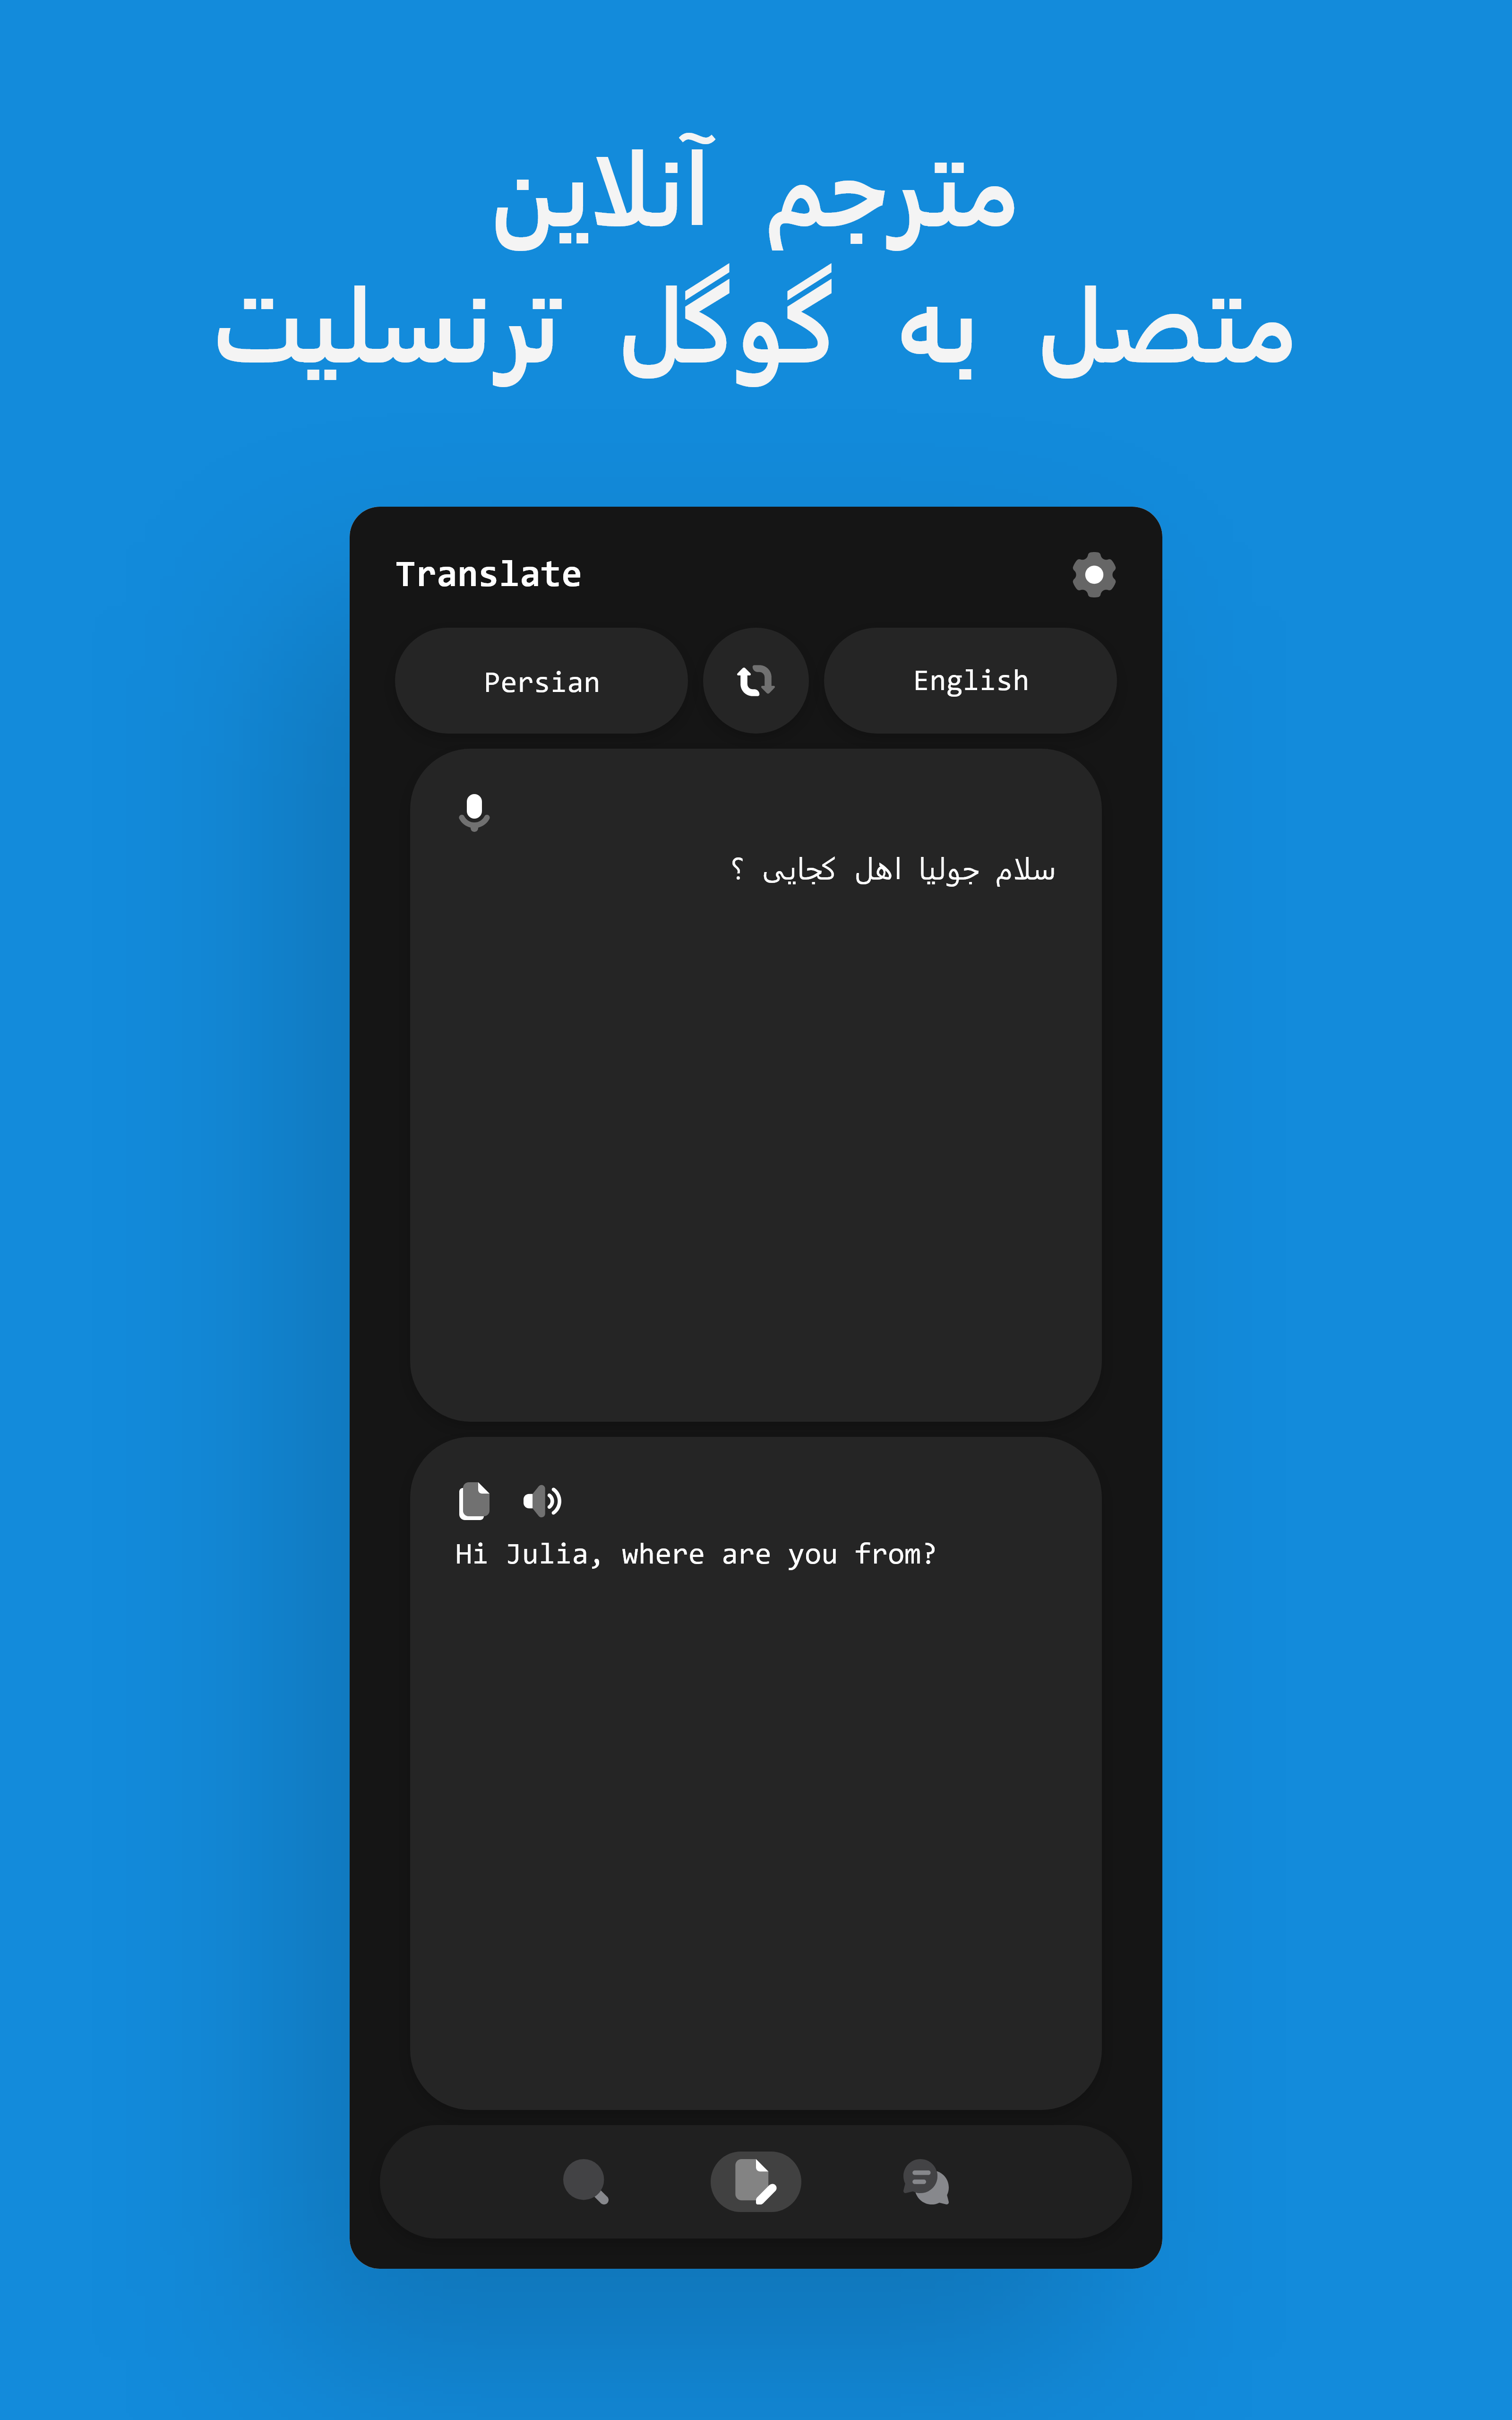 مترجم آنلاین
متصل به گوگل ترنسلیت
Translate
Persian
English
سلام جولیا اهل کجایی ؟
Hi Julia, where are you from?